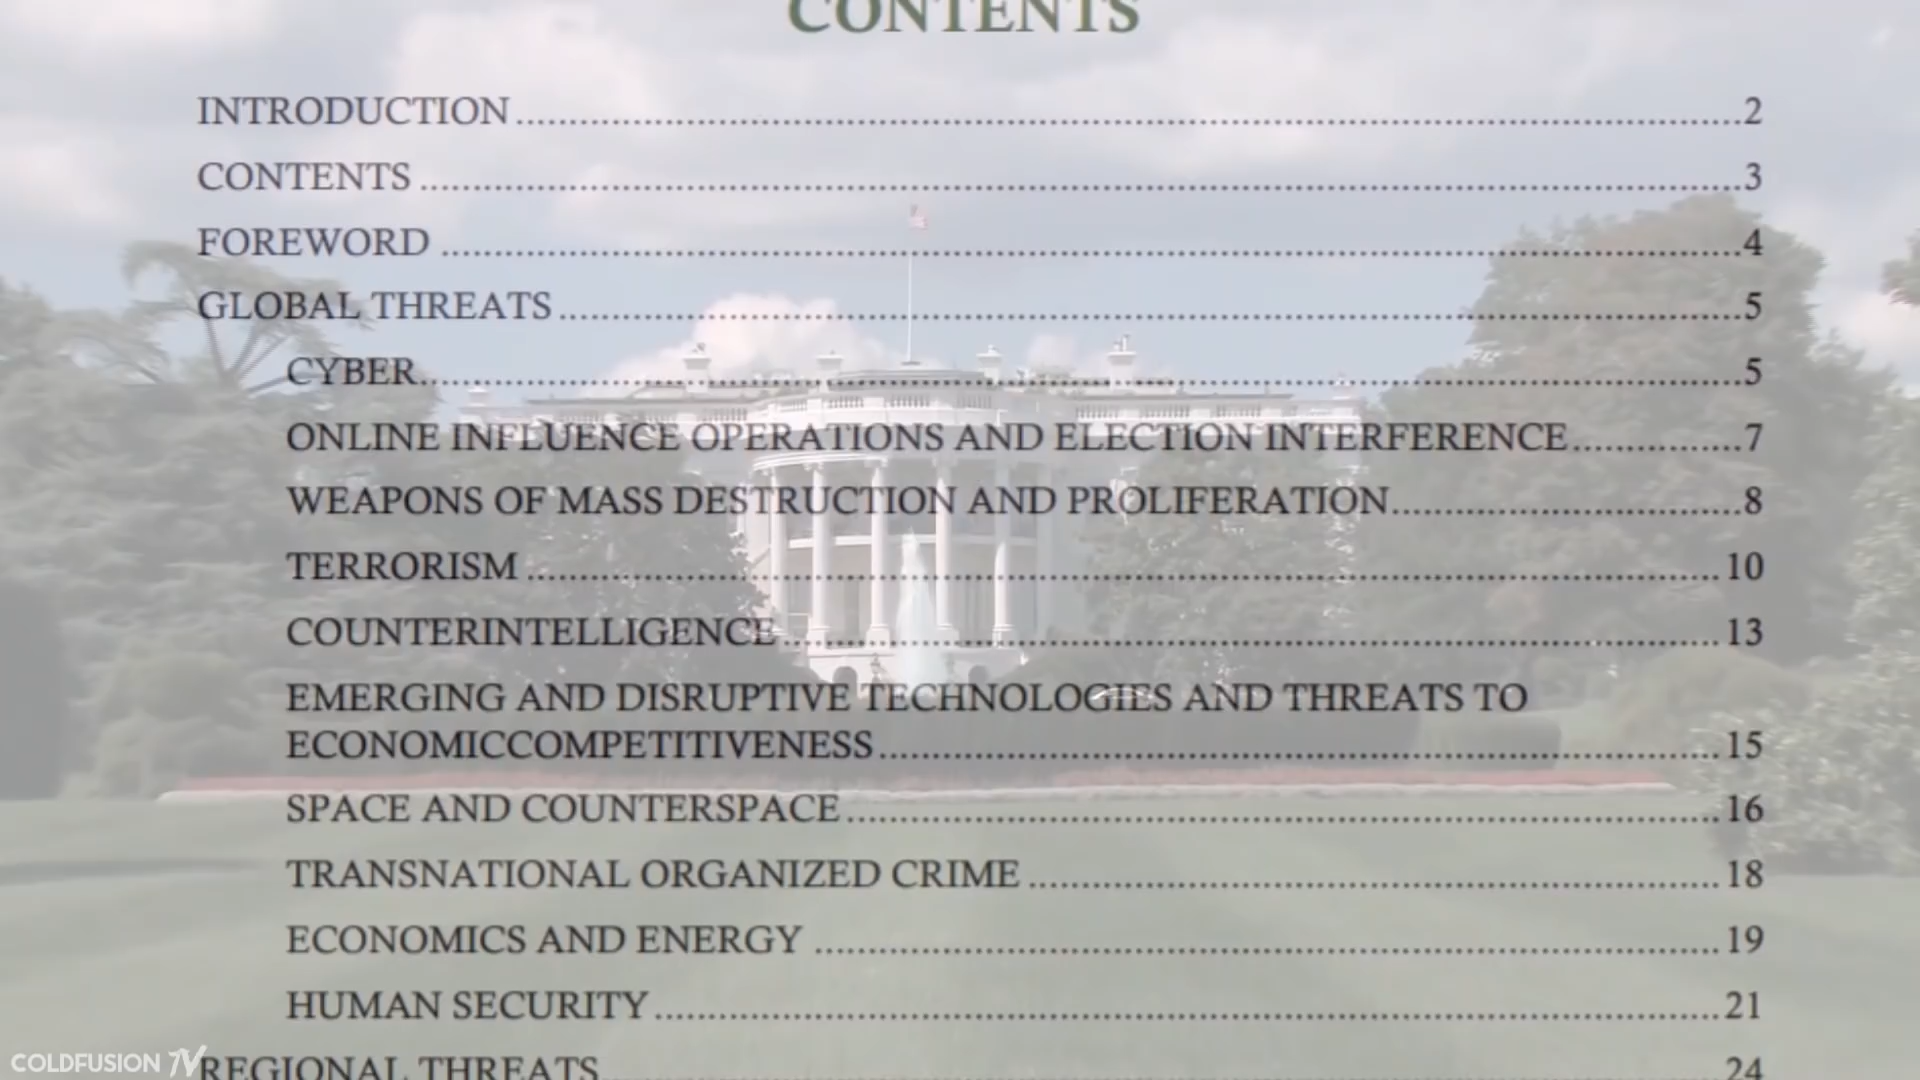 CONTENTS
INTRODUCTION................2
CONTENTS................3
FOREWORD................4
GLOBAL THREATS................5
CYBER................5
ONLINE INFLUENCE OPERATIONS AND ELECTION INTERFERENCE................7
WEAPONS OF MASS DESTRUCTION AND PROLIFERATION................8
TERRORISM................10
COUNTERINTELLIGENCE................13
EMERGING AND DISRUPTIVE TECHNOLOGIES AND THREATS TO
ECONOMICCOMPETITIVENESS................15
SPACE AND COUNTERSPACE................16
TRANSNATIONAL ORGANIZED CRIME................18
ECONOMICS AND ENERGY................19
HUMAN SECURITY................21
REGIONAL THREATS................24
COLDFUSION TV